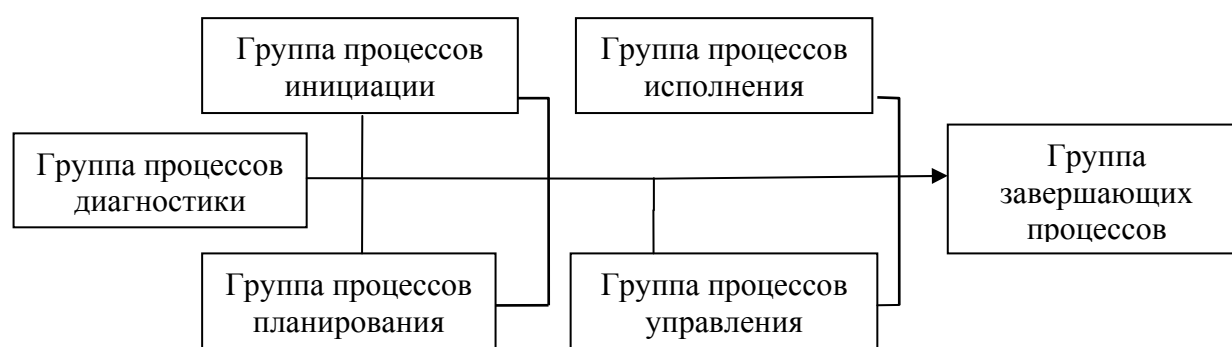 Группа процессов
инициации
Группа процессов
исполнения
Группа процессов
диагностики
Группа
завершающих
процессов
Группа процессов
планирования
Группа процессов
управления